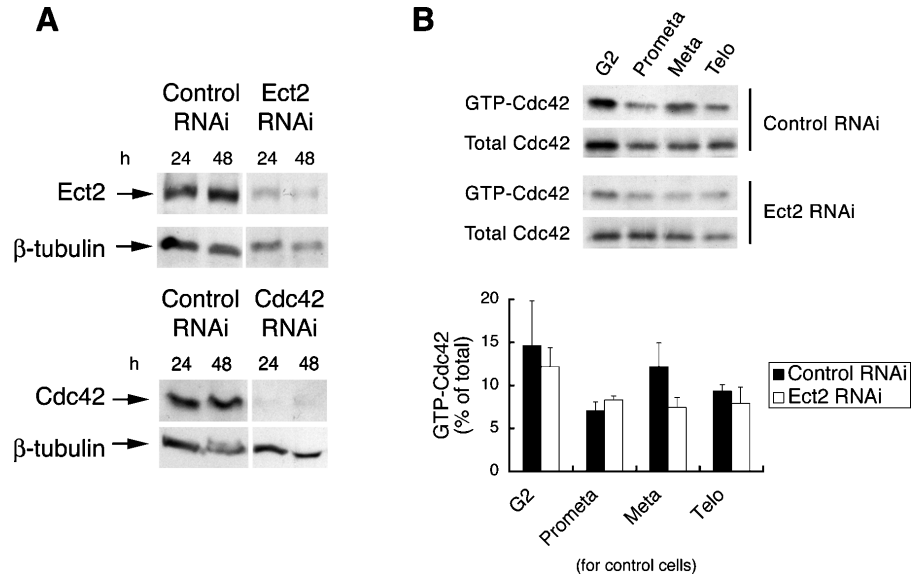 A
Control Ect2
RNAi RNAi
h 24 48 24 48
Ect2
β-tubulin
Control Cdc42
RNAi RNAi
h 24 48 24 48
Cdc42
β-tubulin
B
G2 Prometa Meta Telo
GTP-Cdc42
Total Cdc42
Control RNAi
GTP-Cdc42
Total Cdc42
Ect2 RNAi
GTP-Cdc42
(% of total)
20
15
10
5
0
G2 Prometa Meta Telo
(for control cells)
Control RNAi
Ect2 RNAi